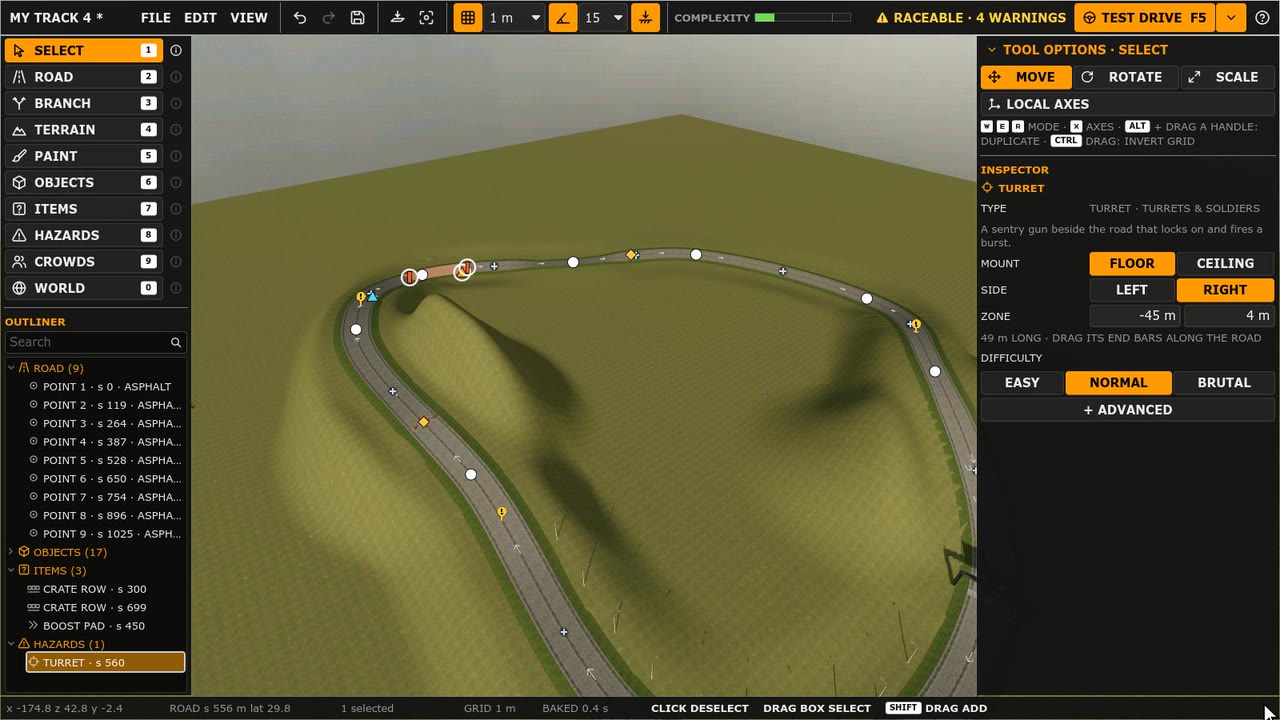 MY TRACK 4 *
FILE EDIT VIEW
1 m
15
COMPLEXITY
RACEABLE · 4 WARNINGS
TEST DRIVE F5
SELECT 1
ROAD 2
BRANCH 3
TERRAIN 4
PAINT 5
OBJECTS 6
ITEMS 7
HAZARDS 8
CROWDS 9
WORLD 0
OUTLINER
Search
ROAD (9)
POINT 1 · s 0 · ASPHALT
POINT 2 · s 119 · ASPHA...
POINT 3 · s 264 · ASPHA...
POINT 4 · s 387 · ASPHA...
POINT 5 · s 528 · ASPHA...
POINT 6 · s 650 · ASPHA...
POINT 7 · s 754 · ASPHA...
POINT 8 · s 896 · ASPHA...
POINT 9 · s 1025 · ASPH...
OBJECTS (17)
ITEMS (3)
CRATE ROW · s 300
CRATE ROW · s 699
BOOST PAD · s 450
HAZARDS (1)
TURRET · s 560
TOOL OPTIONS · SELECT
MOVE ROTATE SCALE
LOCAL AXES
W E R MODE · X AXES · ALT + DRAG A HANDLE:
DUPLICATE · CTRL DRAG: INVERT GRID
INSPECTOR
TURRET
TYPE TURRET · TURRETS & SOLDIERS
A sentry gun beside the road that locks on and fires a
burst.
MOUNT FLOOR CEILING
SIDE LEFT RIGHT
ZONE -45 m 4 m
49 m LONG · DRAG ITS END BARS ALONG THE ROAD
DIFFICULTY
EASY NORMAL BRUTAL
+ ADVANCED
x -174.8 z 42.8 y -2.4
ROAD s 556 m lat 29.8
1 selected
GRID 1 m
BAKED 0.4 s
CLICK DESELECT DRAG BOX SELECT SHIFT DRAG ADD